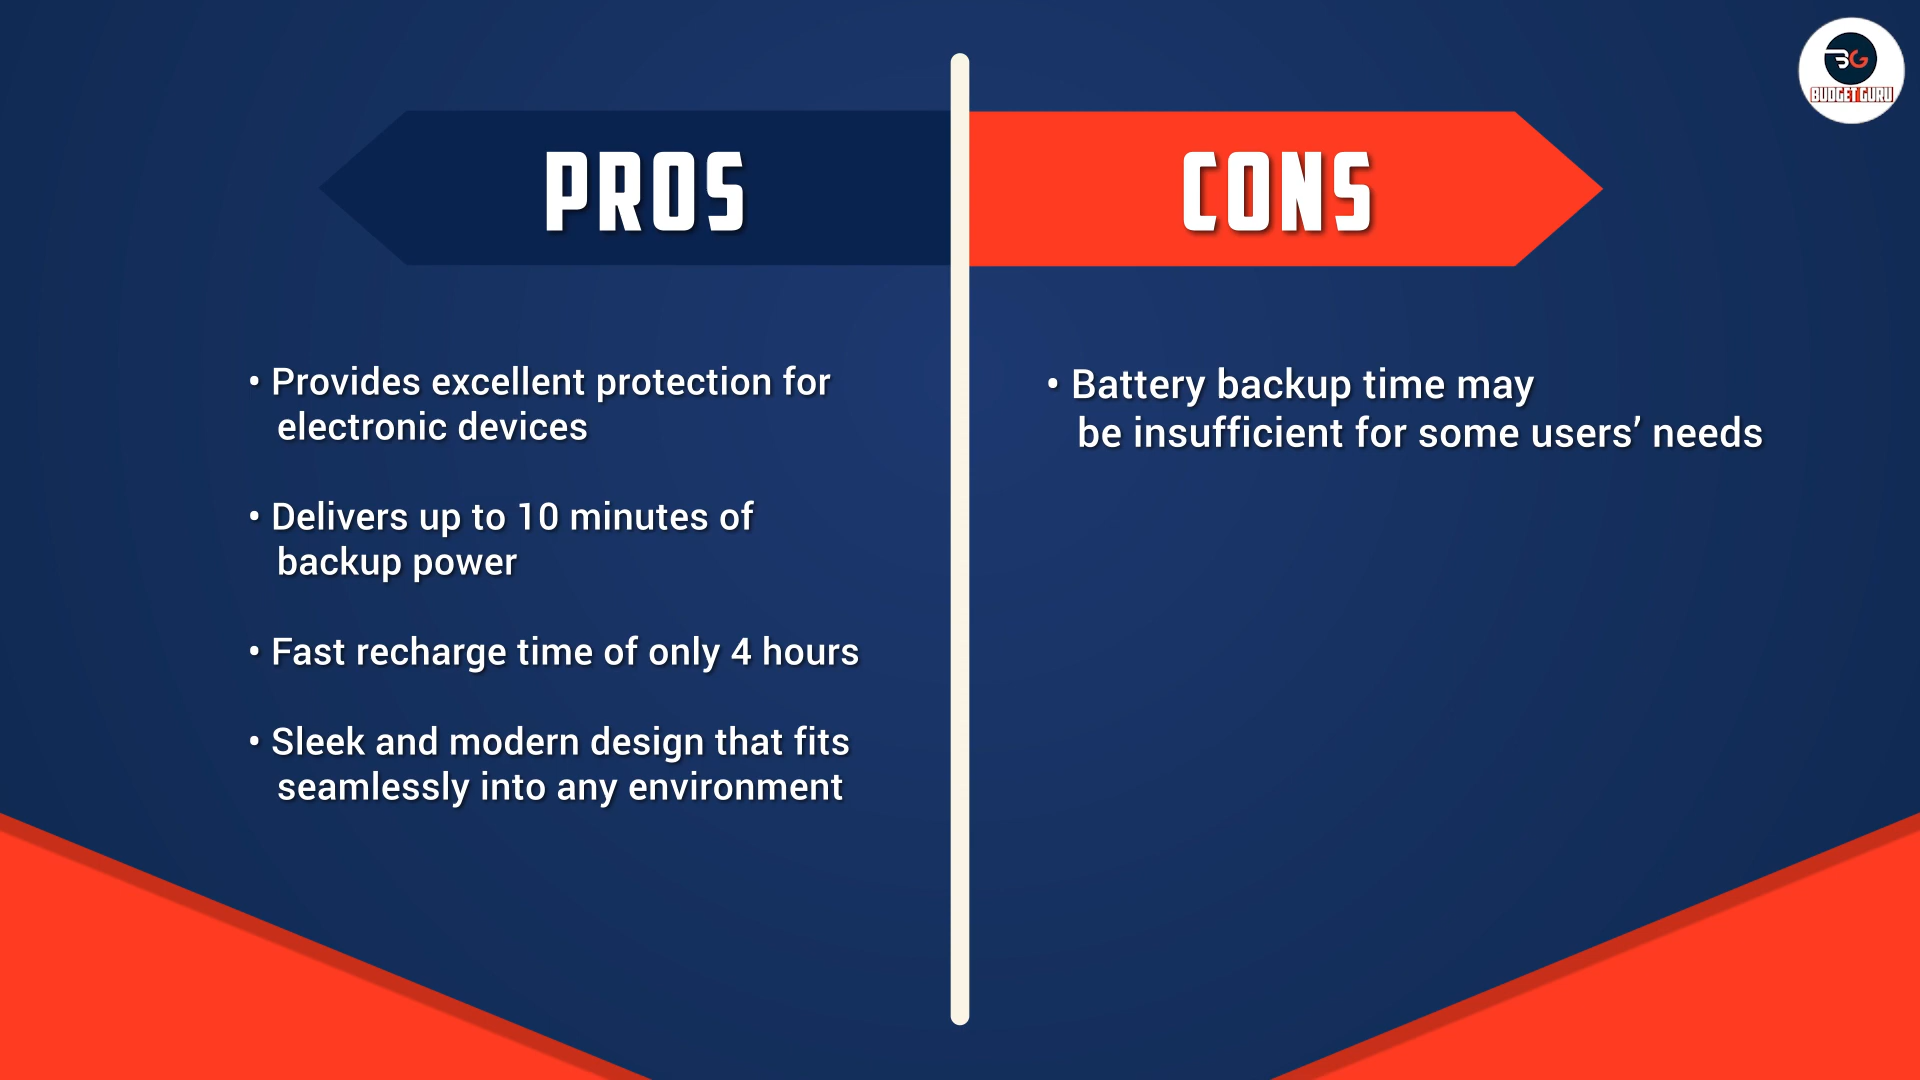 BG
BUDGET GURU
PROS
CONS
• Provides excellent protection for
electronic devices
• Delivers up to 10 minutes of
backup power
• Fast recharge time of only 4 hours
• Sleek and modern design that fits
seamlessly into any environment
• Battery backup time may
be insufficient for some users’ needs